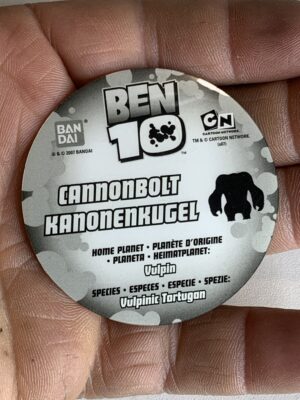 BEN
10
BAN
DAI
© & ® 2007 BANDAI
CN
CARTOON NETWORK
TM & © CARTOON NETWORK.
CANNONBOLT
KANONENKUGEL
HOME PLANET • PLANÈTE D'ORIGINE
• PLANETA • HEIMATPLANET:
Vulpin
SPECIES • ESPECES • ESPECIE • SPEZIE:
Vulpinic Tortugan